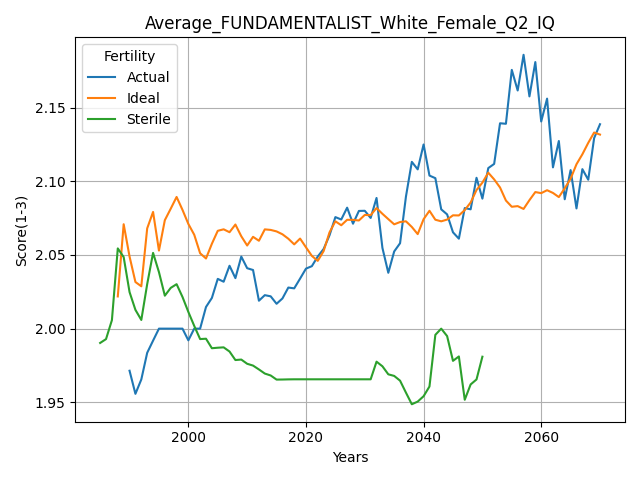 Average_FUNDAMENTALIST_White_Female_Q2_IQ
Fertility
Actual
Ideal
Sterile
Score(1-3)
2.15
2.10
2.05
2.00
1.95
2000 2020 2040 2060
Years